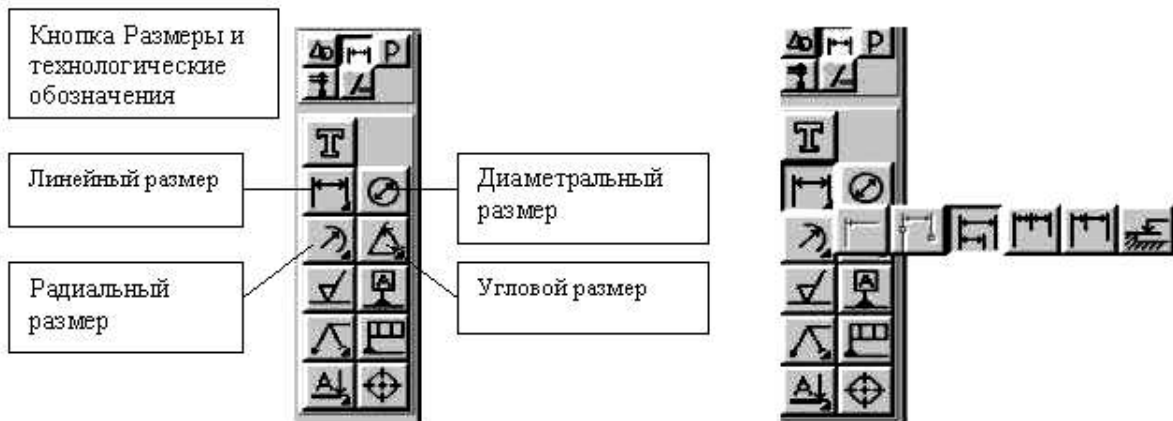 Кнопка Размеры и
технологические
обозначения
P
P
T
T
Линейный размер
Диаметральный
размер
Радиальный
размер
Угловой размер
A
A
A
A